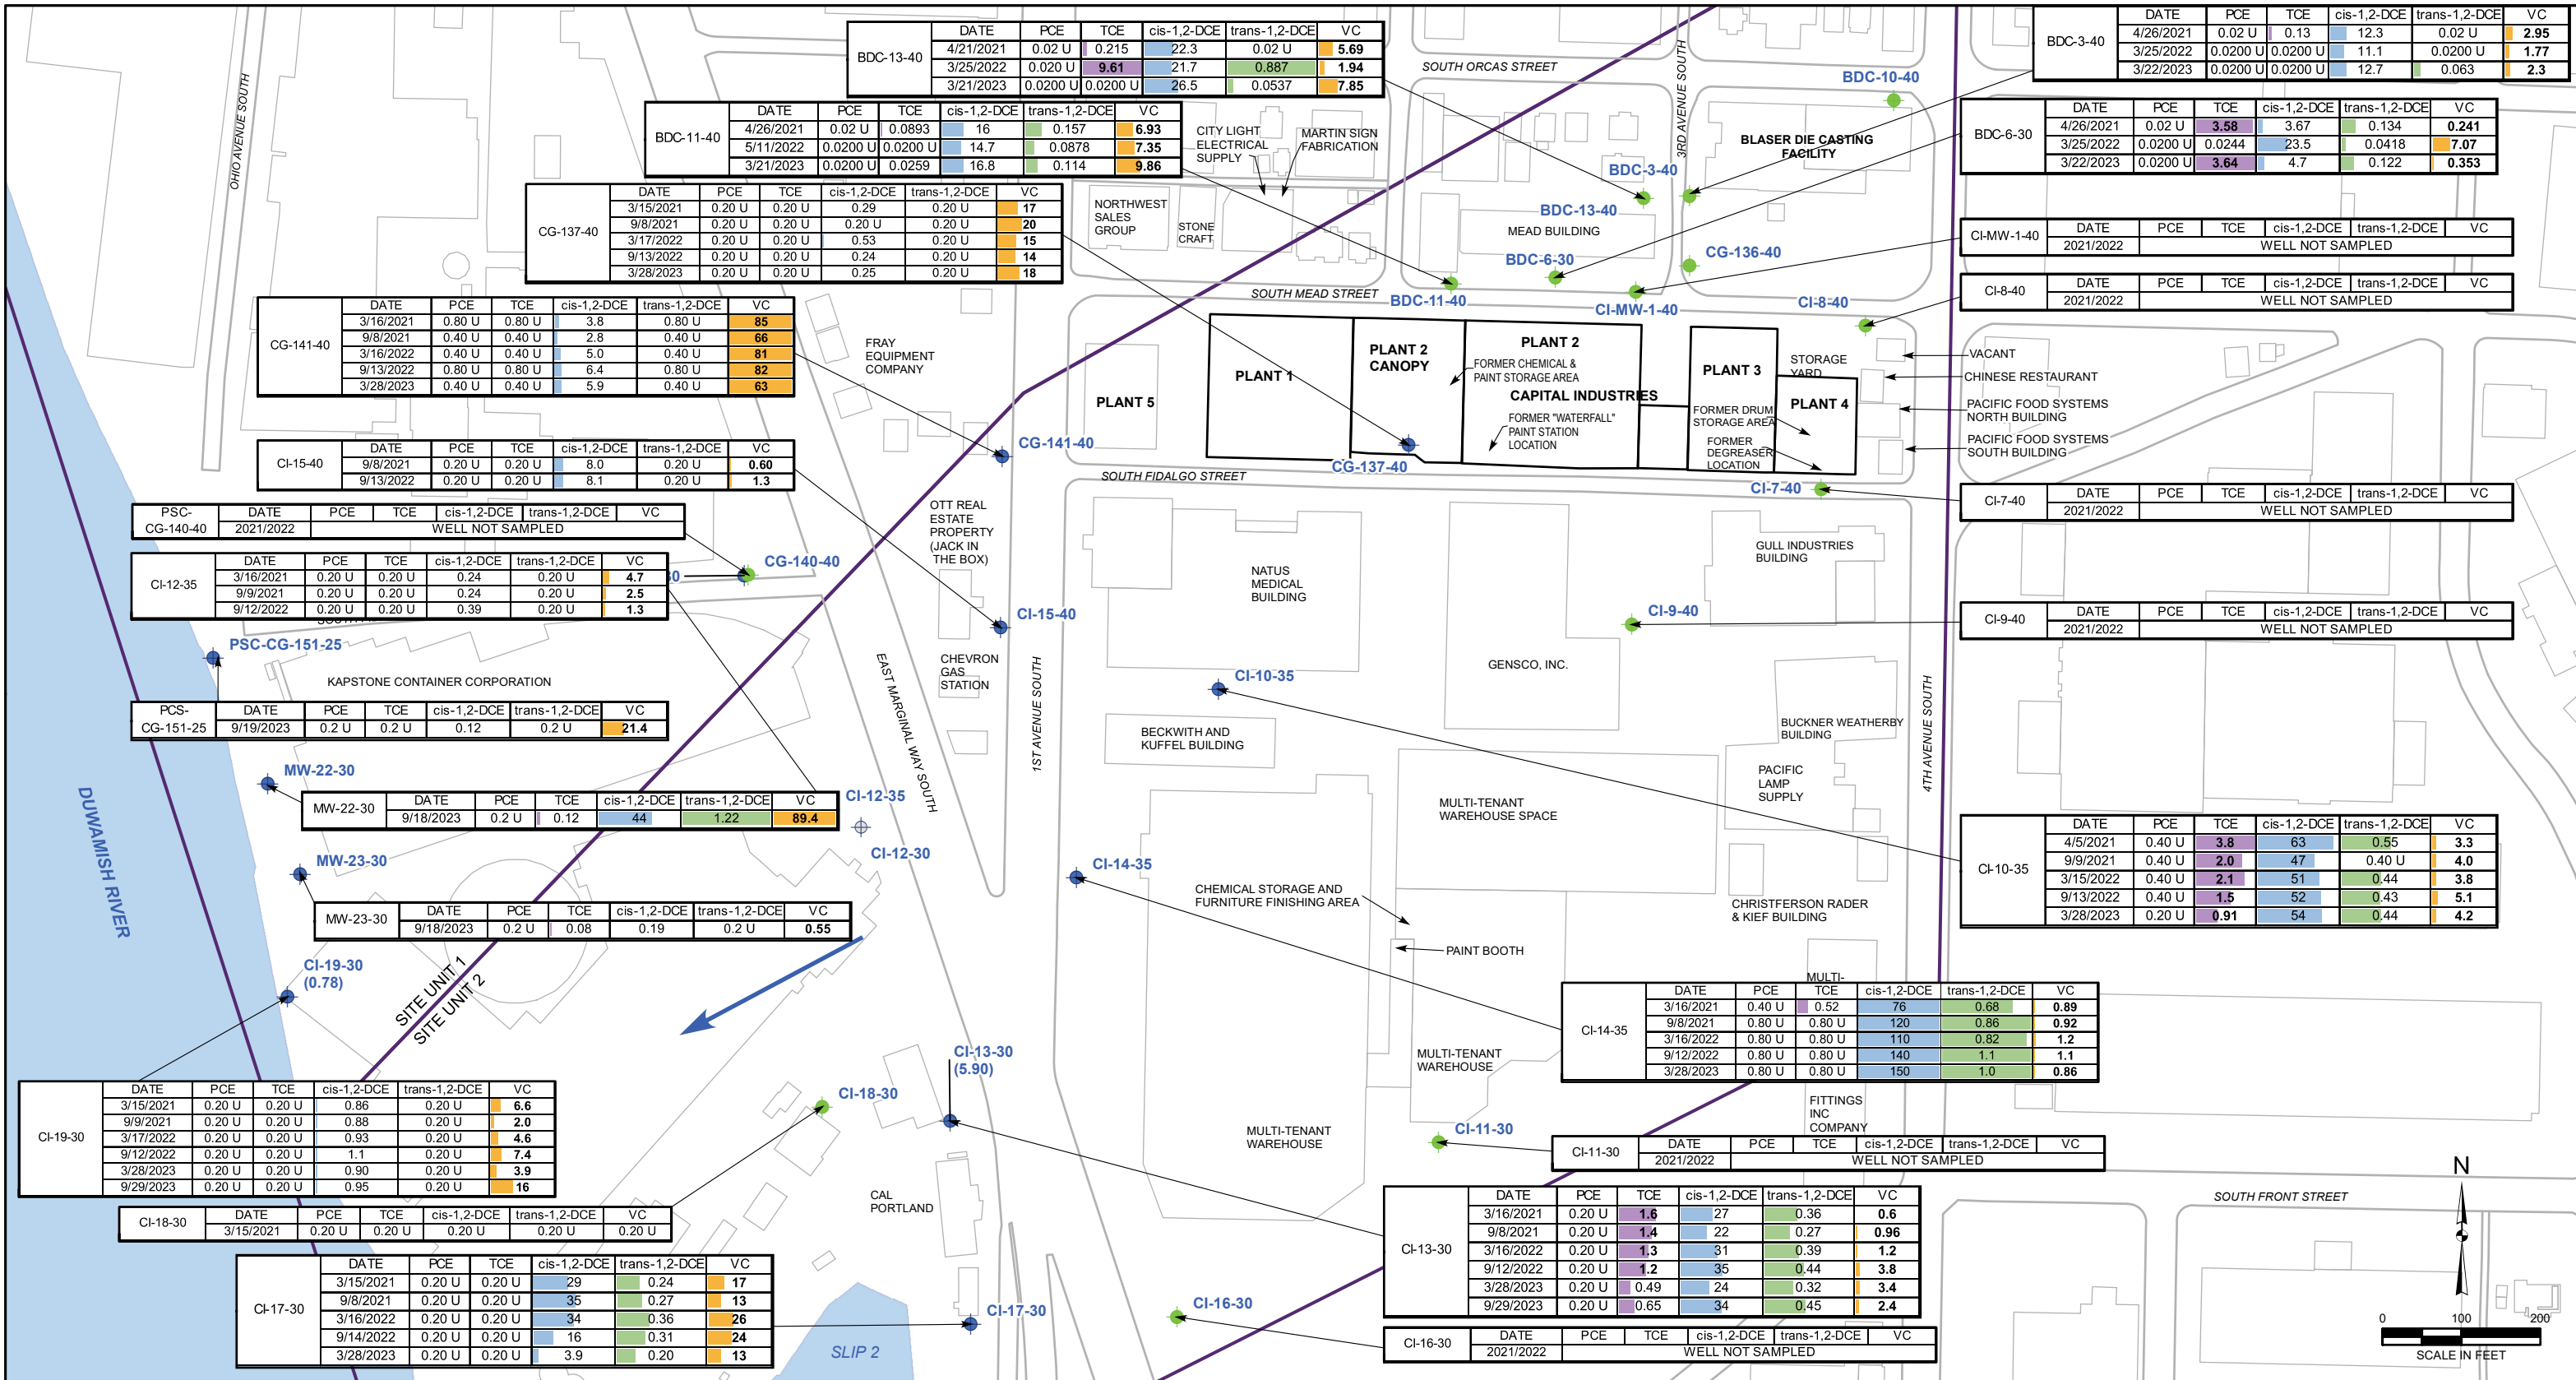 BDC-13-40
DATE PCE TCE cis-1,2-DCE trans-1,2-DCE VC
4/21/2021 0.02 U 0.215 22.3 0.02 U 5.69
3/25/2022 0.020 U 9.61 21.7 0.887 1.94
3/21/2023 0.0200 U 0.0200 U 26.5 0.0537 7.85
BDC-3-40
DATE PCE TCE cis-1,2-DCE trans-1,2-DCE VC
4/26/2021 0.02 U 0.13 12.3 0.02 U 2.95
3/25/2022 0.0200 U 0.0200 U 11.1 0.0200 U 1.77
3/22/2023 0.0200 U 0.0200 U 12.7 0.063 2.3
BDC-11-40
DATE PCE TCE cis-1,2-DCE trans-1,2-DCE VC
4/26/2021 0.02 U 0.0893 16 0.157 6.93
5/11/2022 0.0200 U 0.0200 U 14.7 0.0878 7.35
3/21/2023 0.0200 U 0.0259 16.8 0.114 9.86
BDC-6-30
DATE PCE TCE cis-1,2-DCE trans-1,2-DCE VC
4/26/2021 0.02 U 3.58 3.67 0.134 0.241
3/25/2022 0.0200 U 0.0244 23.5 0.0418 7.07
3/22/2023 0.0200 U 3.64 4.7 0.122 0.353
CG-137-40
DATE PCE TCE cis-1,2-DCE trans-1,2-DCE VC
3/15/2021 0.20 U 0.20 U 0.29 0.20 U 17
9/8/2021 0.20 U 0.20 U 0.20 U 0.20 U 20
3/17/2022 0.20 U 0.20 U 0.53 0.20 U 15
9/13/2022 0.20 U 0.20 U 0.24 0.20 U 14
3/28/2023 0.20 U 0.20 U 0.25 0.20 U 18
CI-MW-1-40
DATE PCE TCE cis-1,2-DCE trans-1,2-DCE VC
2021/2022 WELL NOT SAMPLED
CI-8-40
DATE PCE TCE cis-1,2-DCE trans-1,2-DCE VC
2021/2022 WELL NOT SAMPLED
CG-141-40
DATE PCE TCE cis-1,2-DCE trans-1,2-DCE VC
3/16/2021 0.80 U 0.80 U 3.8 0.80 U 85
9/8/2021 0.40 U 0.40 U 2.8 0.40 U 66
3/16/2022 0.40 U 0.40 U 5.0 0.40 U 81
9/13/2022 0.80 U 0.80 U 6.4 0.80 U 82
3/28/2023 0.40 U 0.40 U 5.9 0.40 U 63
CI-15-40
DATE PCE TCE cis-1,2-DCE trans-1,2-DCE VC
9/8/2021 0.20 U 0.20 U 8.0 0.20 U 0.60
9/13/2022 0.20 U 0.20 U 8.1 0.20 U 1.3
CI-7-40
DATE PCE TCE cis-1,2-DCE trans-1,2-DCE VC
2021/2022 WELL NOT SAMPLED
PSC-
CG-140-40
DATE PCE TCE cis-1,2-DCE trans-1,2-DCE VC
2021/2022 WELL NOT SAMPLED
CI-12-35
DATE PCE TCE cis-1,2-DCE trans-1,2-DCE VC
3/16/2021 0.20 U 0.20 U 0.24 0.20 U 4.7
9/9/2021 0.20 U 0.20 U 0.24 0.20 U 2.5
9/12/2022 0.20 U 0.20 U 0.39 0.20 U 1.3
CI-9-40
DATE PCE TCE cis-1,2-DCE trans-1,2-DCE VC
2021/2022 WELL NOT SAMPLED
PCS-
CG-151-25
DATE PCE TCE cis-1,2-DCE trans-1,2-DCE VC
9/19/2023 0.2 U 0.2 U 0.12 0.2 U 21.4
MW-22-30
DATE PCE TCE cis-1,2-DCE trans-1,2-DCE VC
9/18/2023 0.2 U 0.12 44 1.22 89.4
CI-10-35
DATE PCE TCE cis-1,2-DCE trans-1,2-DCE VC
4/5/2021 0.40 U 3.8 63 0.55 3.3
9/9/2021 0.40 U 2.0 47 0.40 U 4.0
3/15/2022 0.40 U 2.1 51 0.44 3.8
9/13/2022 0.40 U 1.5 52 0.43 5.1
3/28/2023 0.20 U 0.91 54 0.44 4.2
MW-23-30
DATE PCE TCE cis-1,2-DCE trans-1,2-DCE VC
9/18/2023 0.2 U 0.08 0.19 0.2 U 0.55
CI-14-35
DATE PCE TCE cis-1,2-DCE trans-1,2-DCE VC
3/16/2021 0.40 U 0.52 76 0.68 0.89
9/8/2021 0.80 U 0.80 U 120 0.86 0.92
3/16/2022 0.80 U 0.80 U 110 0.82 1.2
9/12/2022 0.80 U 0.80 U 140 1.1 1.1
3/28/2023 0.80 U 0.80 U 150 1.0 0.86
CI-19-30
DATE PCE TCE cis-1,2-DCE trans-1,2-DCE VC
3/15/2021 0.20 U 0.20 U 0.86 0.20 U 6.6
9/9/2021 0.20 U 0.20 U 0.88 0.20 U 2.0
3/17/2022 0.20 U 0.20 U 0.93 0.20 U 4.6
9/12/2022 0.20 U 0.20 U 1.1 0.20 U 7.4
3/28/2023 0.20 U 0.20 U 0.90 0.20 U 3.9
9/29/2023 0.20 U 0.20 U 0.95 0.20 U 16
CI-11-30
DATE PCE TCE cis-1,2-DCE trans-1,2-DCE VC
2021/2022 WELL NOT SAMPLED
CI-18-30
DATE PCE TCE cis-1,2-DCE trans-1,2-DCE VC
3/15/2021 0.20 U 0.20 U 0.20 U 0.20 U 0.20 U
CI-13-30
DATE PCE TCE cis-1,2-DCE trans-1,2-DCE VC
3/16/2021 0.20 U 1.6 27 0.36 0.6
9/8/2021 0.20 U 1.4 22 0.27 0.96
3/16/2022 0.20 U 1.3 31 0.39 1.2
9/12/2022 0.20 U 1.2 35 0.44 3.8
3/28/2023 0.20 U 0.49 24 0.32 3.4
9/29/2023 0.20 U 0.65 34 0.45 2.4
CI-17-30
DATE PCE TCE cis-1,2-DCE trans-1,2-DCE VC
3/15/2021 0.20 U 0.20 U 29 0.24 17
9/8/2021 0.20 U 0.20 U 35 0.27 13
3/16/2022 0.20 U 0.20 U 34 0.36 26
9/14/2022 0.20 U 0.20 U 16 0.31 24
3/28/2023 0.20 U 0.20 U 3.9 0.20 13
CI-16-30
DATE PCE TCE cis-1,2-DCE trans-1,2-DCE VC
2021/2022 WELL NOT SAMPLED
OHIO AVENUE SOUTH
SOUTH ORCAS STREET
3RD AVENUE SOUTH
BDC-10-40
BLASER DIE CASTING
FACILITY
CITY LIGHT
ELECTRICAL
SUPPLY
MARTIN SIGN
FABRICATION
BDC-3-40
NORTHWEST
SALES
GROUP
STONE
CRAFT
BDC-13-40
MEAD BUILDING
BDC-6-30
CG-136-40
SOUTH MEAD STREET
BDC-11-40
CI-MW-1-40
CI-8-40
FRAY
EQUIPMENT
COMPANY
PLANT 5
PLANT 1
PLANT 2
CANOPY
PLANT 2
FORMER CHEMICAL &
PAINT STORAGE AREA
CAPITAL INDUSTRIES
FORMER "WATERFALL"
PAINT STATION
LOCATION
PLANT 3
STORAGE
YARD
PLANT 4
FORMER DRUM
STORAGE AREA
FORMER
DEGREASER
LOCATION
VACANT
CHINESE RESTAURANT
PACIFIC FOOD SYSTEMS
NORTH BUILDING
PACIFIC FOOD SYSTEMS
SOUTH BUILDING
CG-141-40
CG-137-40
SOUTH FIDALGO STREET
CI-7-40
OTT REAL
ESTATE
PROPERTY
(JACK IN
THE BOX)
CG-140-40
30
NATUS
MEDICAL
BUILDING
GULL INDUSTRIES
BUILDING
CI-15-40
CI-9-40
PSC-CG-151-25
KAPSTONE CONTAINER CORPORATION
EAST MARGINAL WAY SOUTH
CHEVRON
GAS
STATION
1ST AVENUE SOUTH
CI-10-35
GENSCO, INC.
BECKWITH AND
KUFFEL BUILDING
BUCKNER WEATHERBY
BUILDING
4TH AVENUE SOUTH
PACIFIC
LAMP
SUPPLY
MW-22-30
DUWAMISH RIVER
CI-12-35
CI-12-30
MULTI-TENANT
WAREHOUSE SPACE
MW-23-30
CI-14-35
CHEMICAL STORAGE AND
FURNITURE FINISHING AREA
CHRISTFERSON RADER
& KIEF BUILDING
PAINT BOOTH
CI-19-30
(0.78)
SITE UNIT 1
SITE UNIT 2
MULTI-
MULTI-TENANT
WAREHOUSE
CI-13-30
(5.90)
CI-18-30
FITTINGS
INC
COMPANY
MULTI-TENANT
WAREHOUSE
CI-11-30
CAL
PORTLAND
SOUTH FRONT STREET
N
CI-17-30
CI-16-30
SLIP 2
0 100 200
SCALE IN FEET